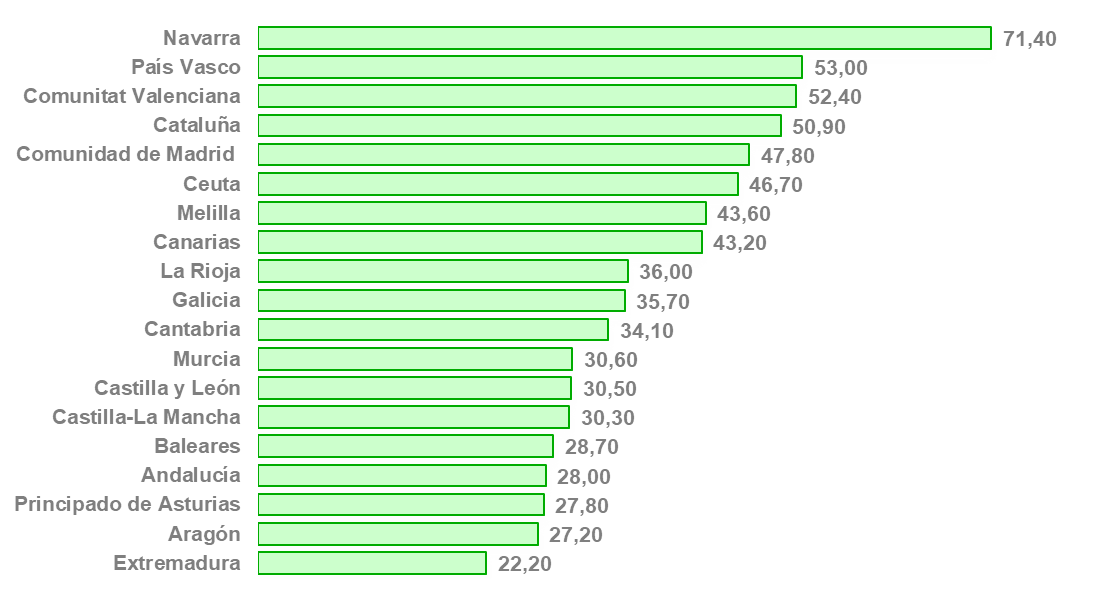 Navarra 71,40
País Vasco 53,00
Comunitat Valenciana 52,40
Cataluña 50,90
Comunidad de Madrid 47,80
Ceuta 46,70
Melilla 43,60
Canarias 43,20
La Rioja 36,00
Galicia 35,70
Cantabria 34,10
Murcia 30,60
Castilla y León 30,50
Castilla-La Mancha 30,30
Baleares 28,70
Andalucía 28,00
Principado de Asturias 27,80
Aragón 27,20
Extremadura 22,20